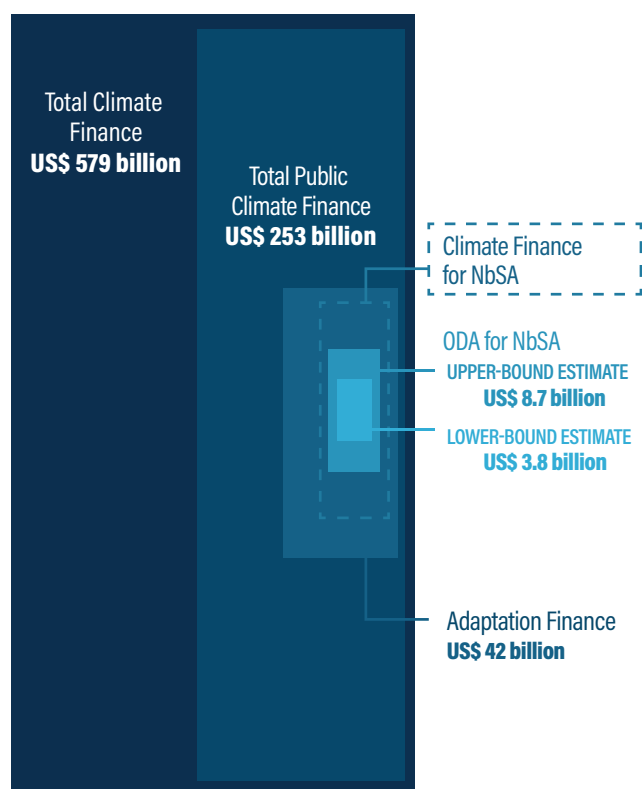 Total Climate
Finance
US$ 579 billion
Total Public
Climate Finance
US$ 253 billion
Climate Finance
for NbSA
ODA for NbSA
UPPER-BOUND ESTIMATE
US$ 8.7 billion
LOWER-BOUND ESTIMATE
US$ 3.8 billion
Adaptation Finance
US$ 42 billion